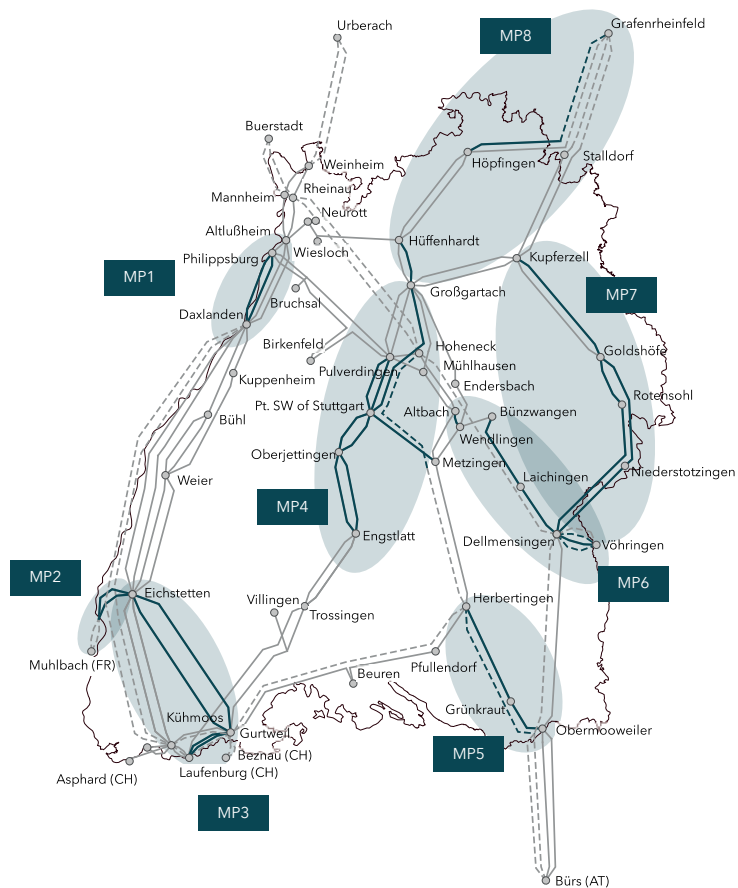 Urberach
Grafenrheinfeld
MP8
Buerstadt
Weinheim
Höpfingen
Stalldorf
Mannheim
Rheinau
Neurott
Altlußheim
Hüffenhardt
Wiesloch
Philippsburg
Kupferzell
MP1
Großgartach
MP7
Bruchsal
Daxlanden
Birkenfeld
Hoheneck
Goldshöfe
Mühlhausen
Pulverdingen
Kuppenheim
Endersbach
Rotensohl
Pt. SW of Stuttgart
Altbach
Bünzwangen
Bühl
Wendlingen
Oberjettingen
Metzingen
Niederstotzingen
Weier
Laichingen
MP4
Engstlatt
Dellmensingen
Vöhringen
MP2
MP6
Eichstetten
Villingen
Herbertingen
Trossingen
Muhlbach (FR)
Pfullendorf
Beuren
Grünkraut
Kühmoos
Gurtweil
Obermooweiler
Beznau (CH)
MP5
Laufenburg (CH)
Asphard (CH)
MP3
Bürs (AT)